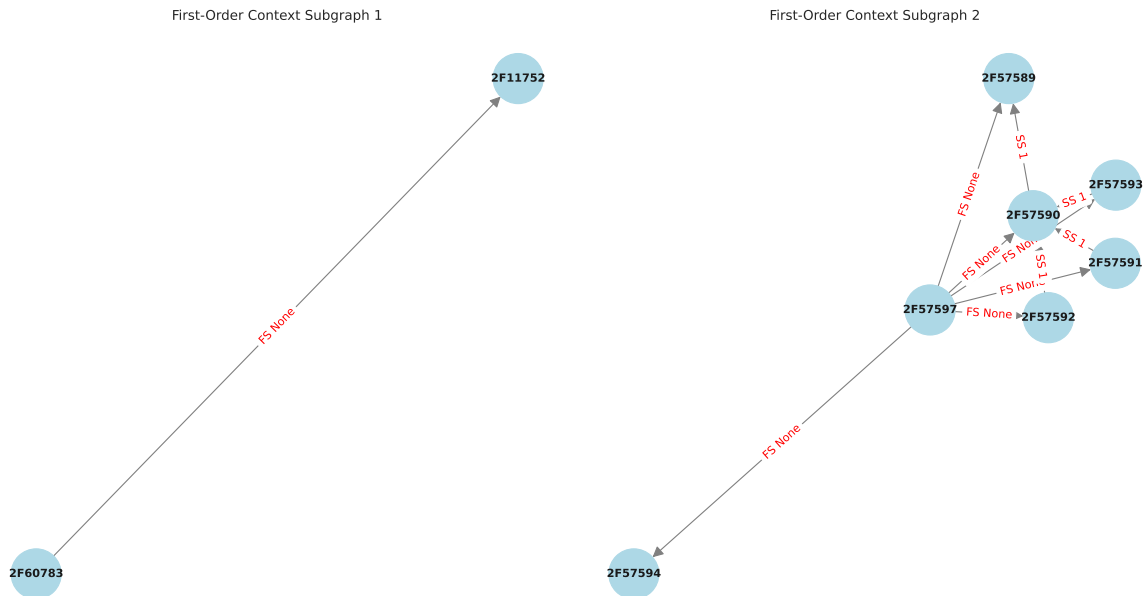 First-Order Context Subgraph 1
2F11752
FS None
2F60783
First-Order Context Subgraph 2
2F57589
SS 1
FS None
2F57593
SS 1
2F57590
SS 1
FS None
FS
SS 1
2F57591
FS
2F57597
FS None
2F57592
FS None
2F57594